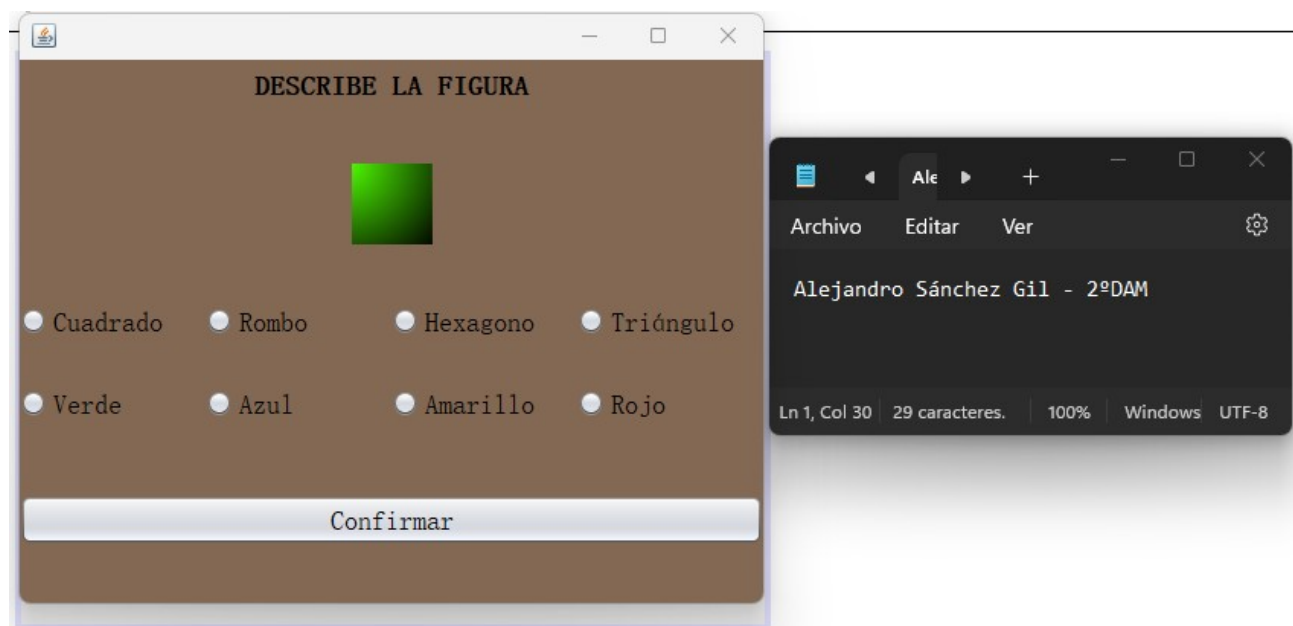 DESCRIBE LA FIGURA
Cuadrado Rombo Hexagono Triángulo
Verde Azul Amarillo Rojo
Confirmar
Ale
Archivo Editar Ver
Alejandro Sánchez Gil - 2ºDAM
Ln 1, Col 30 29 caracteres. 100% Windows UTF-8